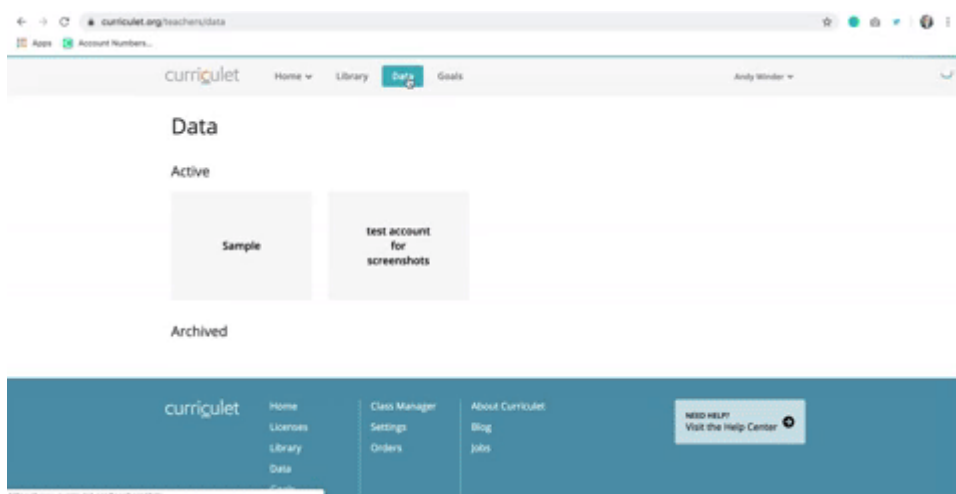 curriculet.org/teachers/data
Apps Account Numbers...
curriculet Home Library Data Goals Andy Winder
Data
Active
Sample
test account
for
screenshots
Archived
curriculet
Home
Licenses
Library
Data
Goals
Class Manager
Settings
Orders
About Curriculet
Blog
Jobs
NEED HELP?
Visit the Help Center